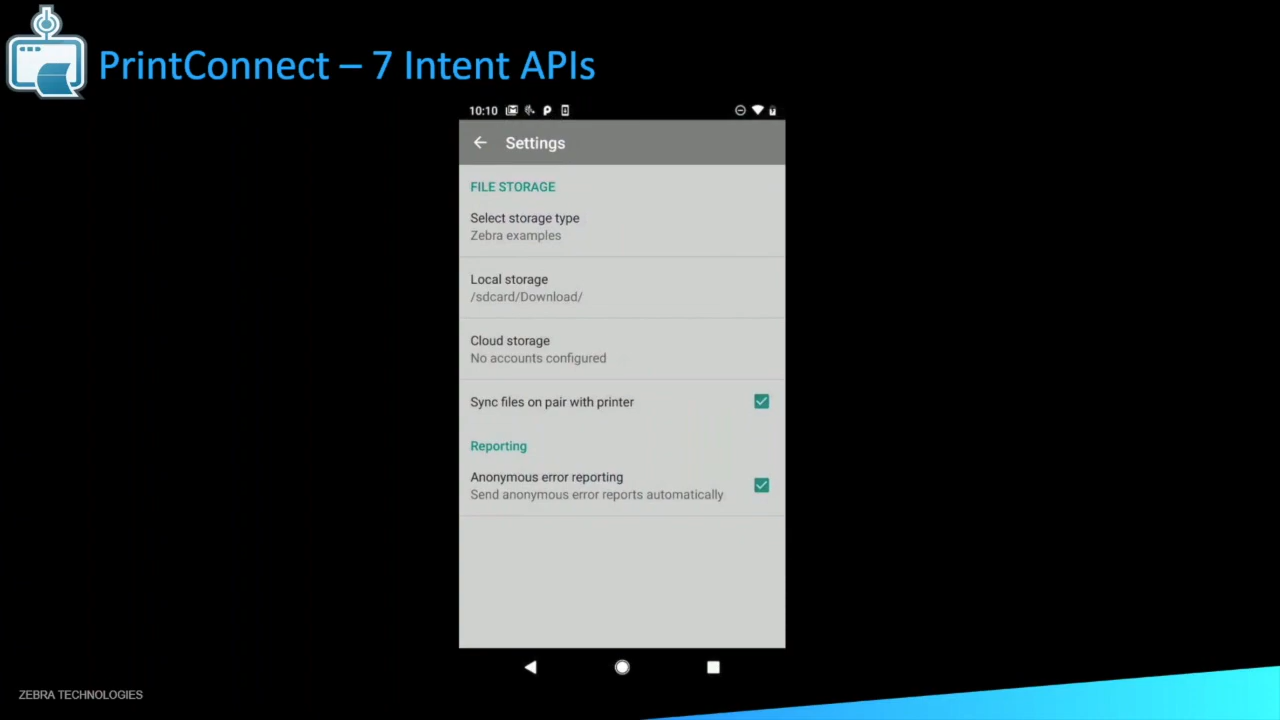 PrintConnect – 7 Intent APIs
10:10
Settings
FILE STORAGE
Select storage type
Zebra examples
Local storage
/sdcard/Download/
Cloud storage
No accounts configured
Sync files on pair with printer
Reporting
Anonymous error reporting
Send anonymous error reports automatically
ZEBRA TECHNOLOGIES